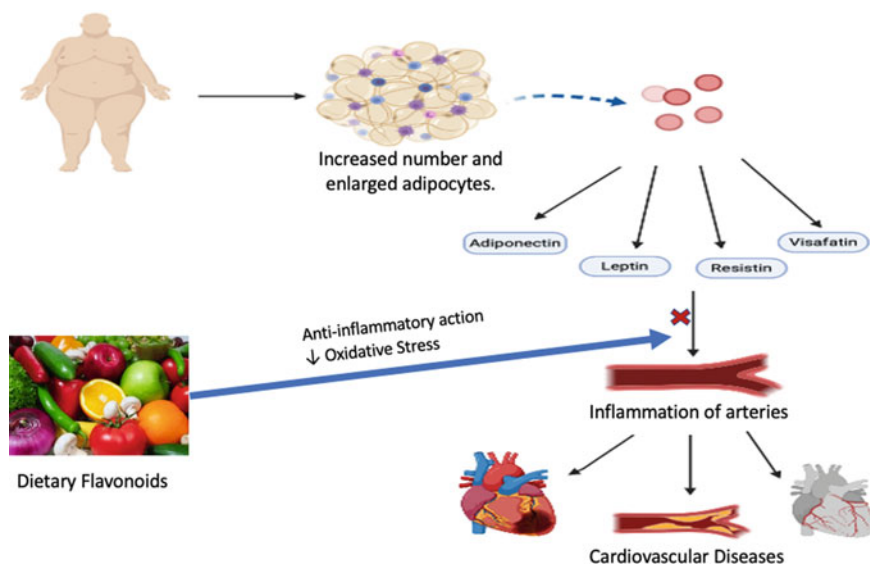 Increased number and
enlarged adipocytes.
Adiponectin
Visafatin
Leptin
Resistin
Anti-inflammatory action
↓ Oxidative Stress
Inflammation of arteries
Dietary Flavonoids
Cardiovascular Diseases